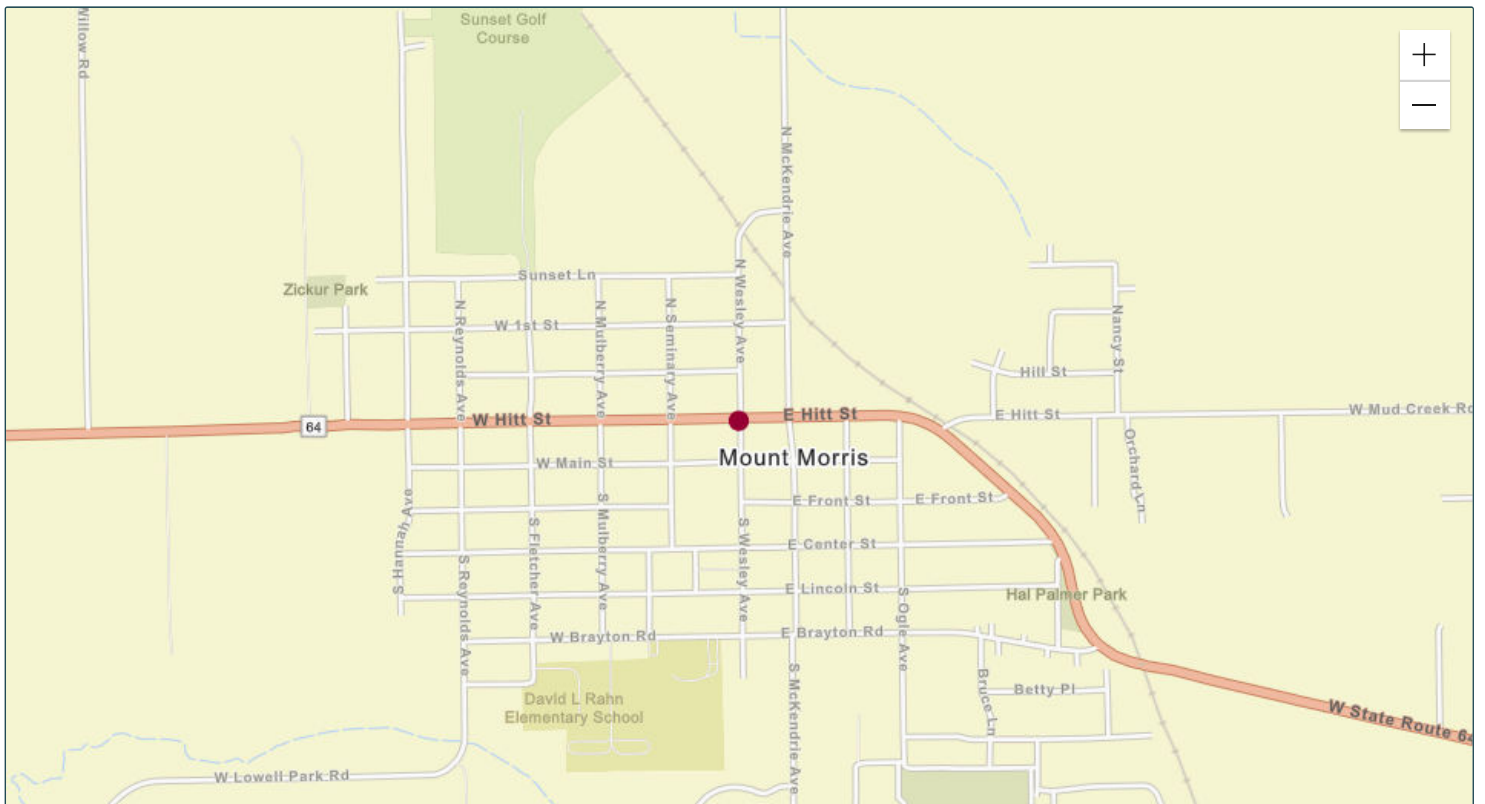 Sunset Golf
Course
Willow Rd
N McKendrie Ave
Sunset Ln
N Wesley Ave
Zickur Park
N Reynolds Ave
N Mulberry Ave
N Seminary Ave
W 1st St
Nancy St
Hill St
W Hitt St
E Hitt St
E Hitt St
W Mud Creek Rd
64
Mount Morris
W Main St
Orchard Ln
S Hannah Ave
S Mulberry Ave
E Front St
E Front St
S Fletcher Ave
S Wesley Ave
E Center St
S Reynolds Ave
E Lincoln St
S Ogle Ave
Hal Palmer Park
W Brayton Rd
E Brayton Rd
S McKendrie Ave
Bruce Ln
Betty Pl
David L Rahn
Elementary School
W State Route 64
W Lowell Park Rd